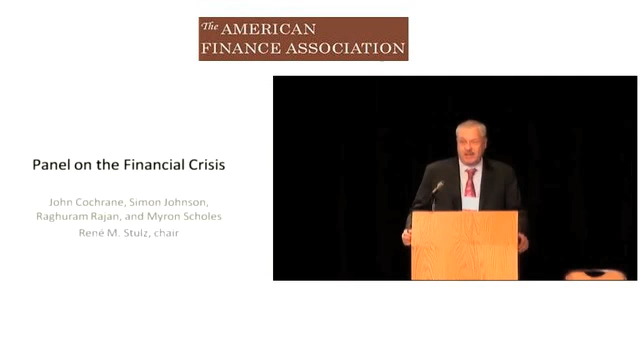 The AMERICAN
FINANCE ASSOCIATION
Panel on the Financial Crisis
John Cochrane, Simon Johnson,
Raghuram Rajan, and Myron Scholes
René M. Stulz, chair